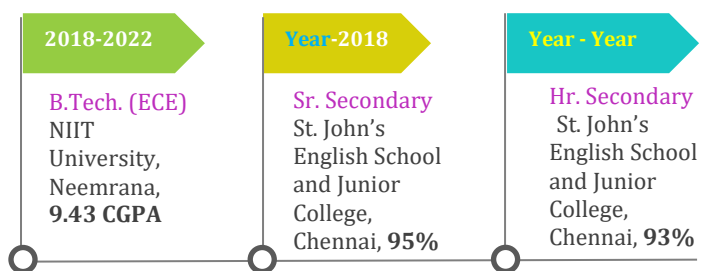 2018-2022
B.Tech. (ECE)
NIIT
University,
Neemrana,
9.43 CGPA
Year-2018
Sr. Secondary
St. John’s
English School
and Junior
College,
Chennai, 95%
Year - Year
Hr. Secondary
St. John’s
English School
and Junior
College,
Chennai, 93%